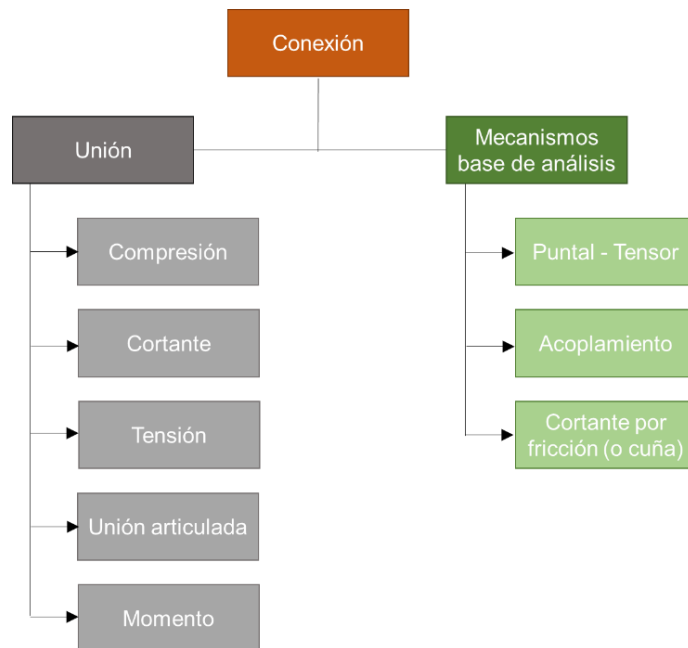 Conexión
Unión
Mecanismos
base de análisis
Compresión
Puntal - Tensor
Cortante
Acoplamiento
Tensión
Cortante por
fricción (o cuña)
Unión articulada
Momento